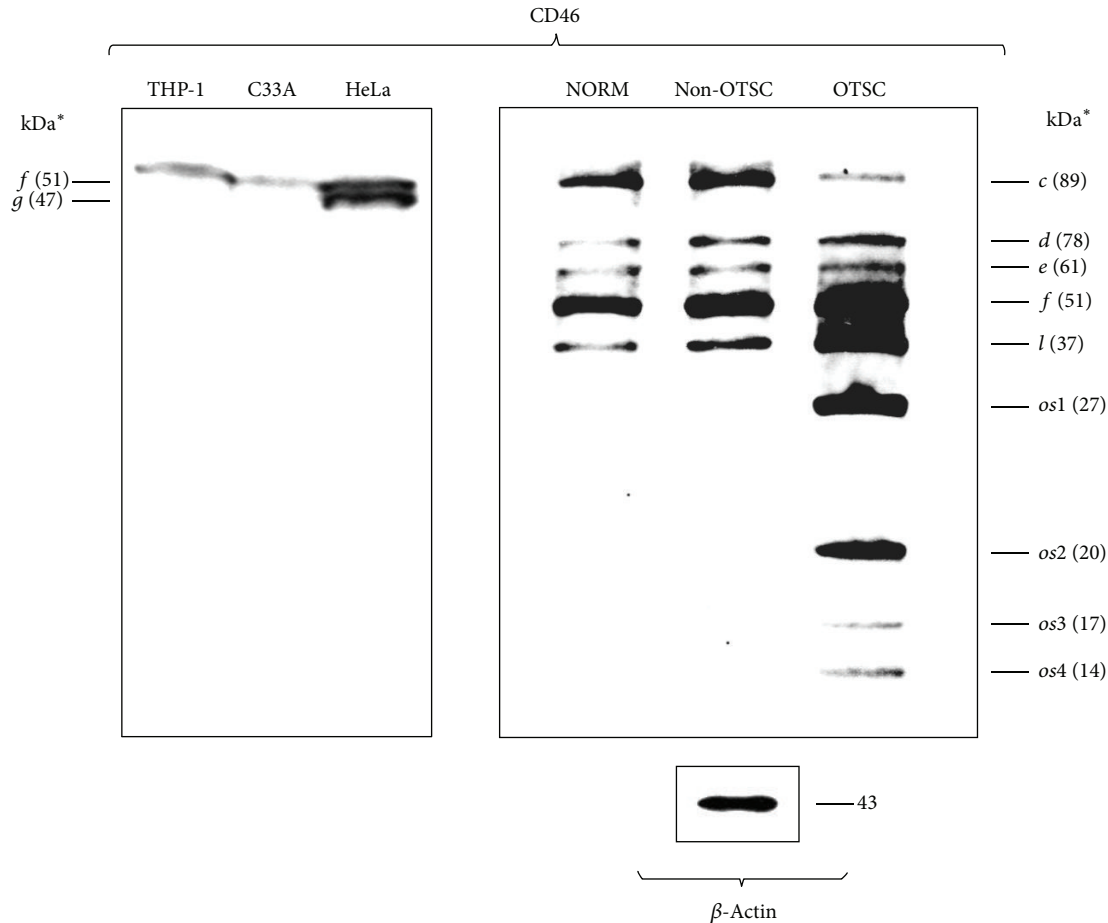 CD46
THP-1 C33A HeLa
NORM Non-OTSC OTSC
kDa*
kDa*
f (51)
g (47)
c (89)
d (78)
e (61)
f (51)
l (37)
os1 (27)
os2 (20)
os3 (17)
os4 (14)
43
β-Actin